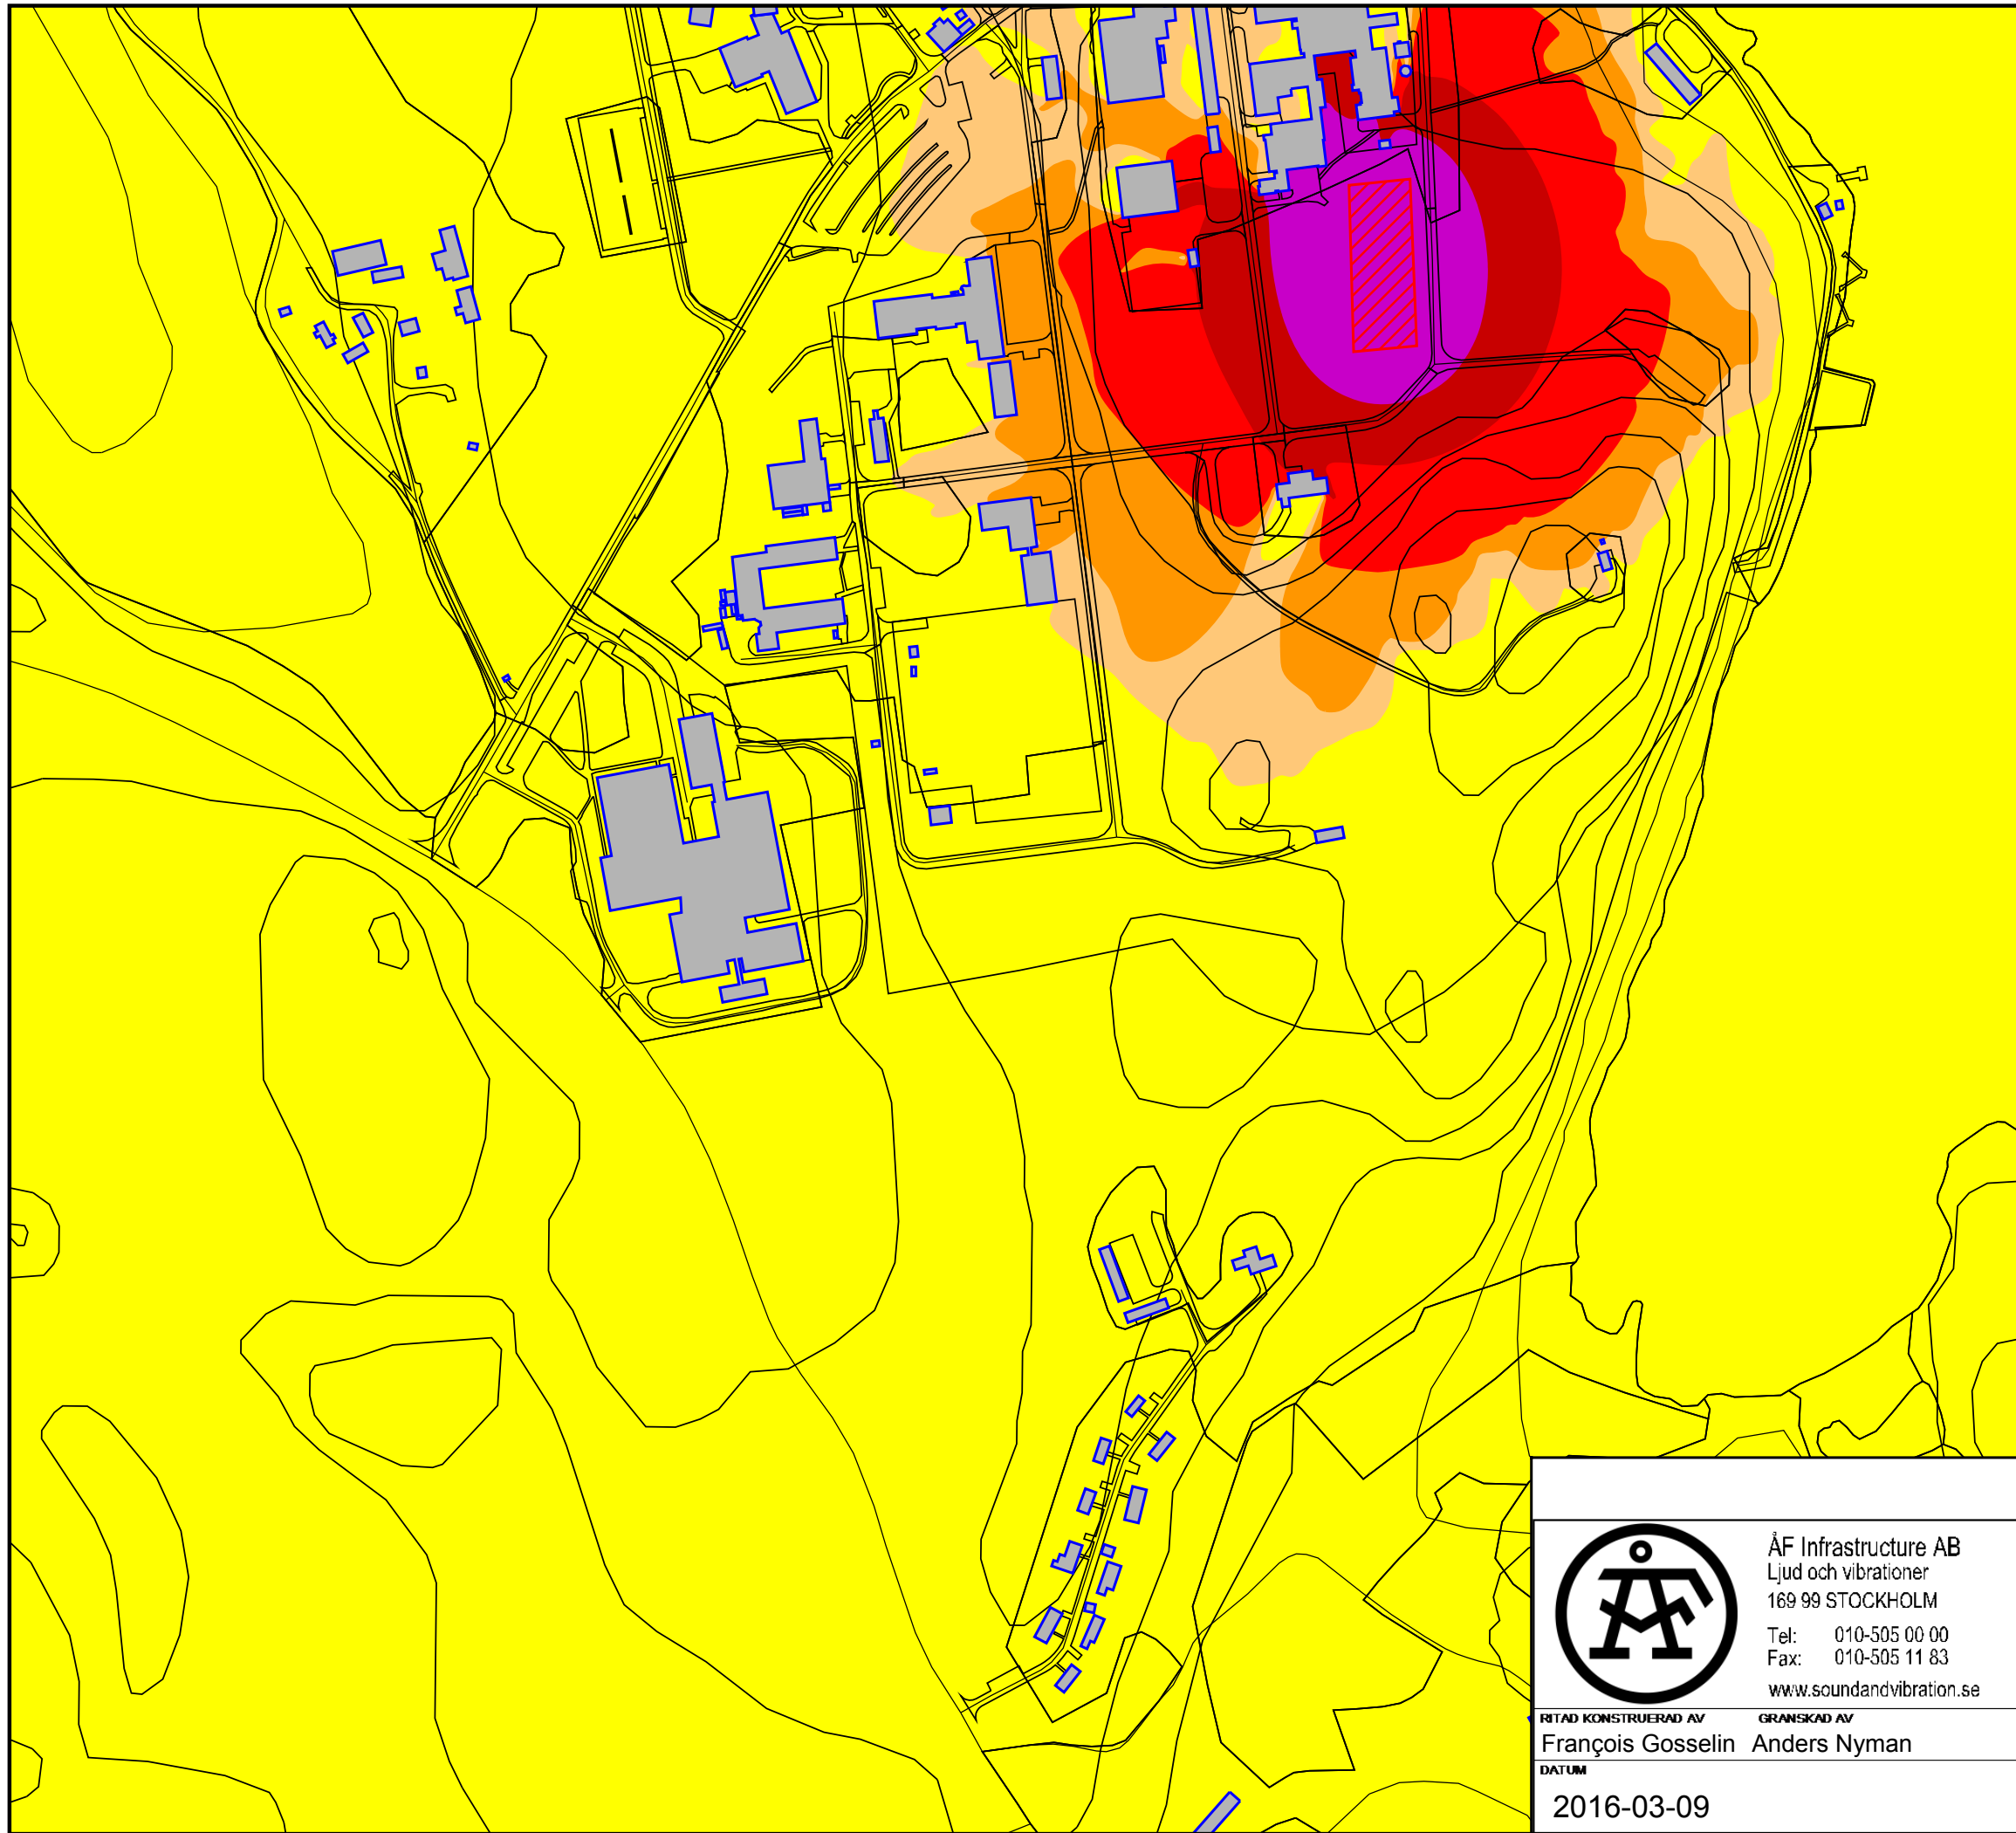 ÅF
ÅF Infrastructure AB
Ljud och vibrationer
169 99 STOCKHOLM
Tel: 010-505 00 00
Fax: 010-505 11 83
www.soundandvibration.se
RITAD KONSTRUERAD AV GRANSKAD AV
François Gosselin Anders Nyman
DATUM
2016-03-09